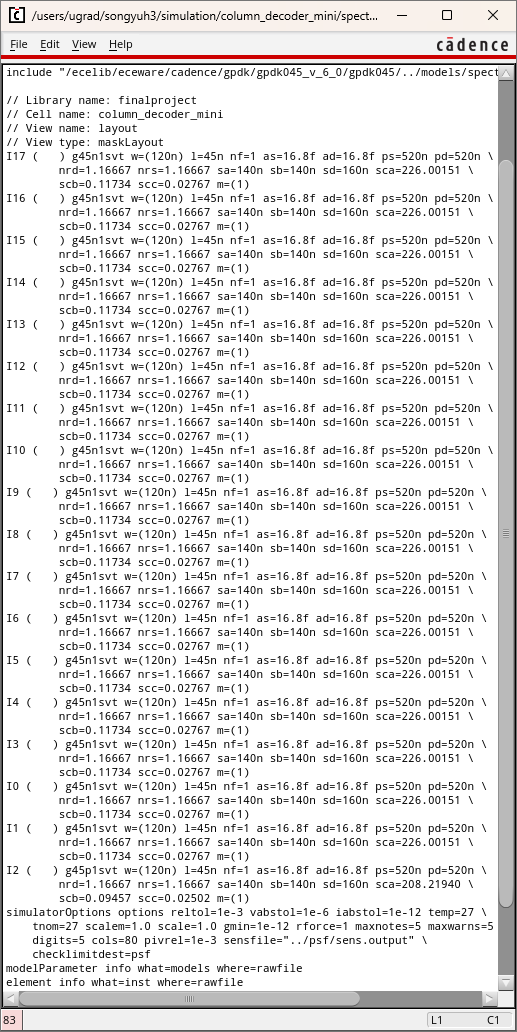 /users/ugrad/songyuh3/simulation/column_decoder_mini/spect...
File Edit View Help
cādence
include "/ecelib/eceware/cadence/gpdk/gpdk045_v_6_0/gpdk045/../models/spect
// Library name: finalproject
// Cell name: column_decoder_mini
// View name: layout
// View type: maskLayout
I17 (   ) g45n1svt w=(120n) l=45n nf=1 as=16.8f ad=16.8f ps=520n pd=520n \
nrd=1.16667 nrs=1.16667 sa=140n sb=140n sd=160n sca=226.00151 \
scb=0.11734 scc=0.02767 m=(1)
I16 (   ) g45n1svt w=(120n) l=45n nf=1 as=16.8f ad=16.8f ps=520n pd=520n \
nrd=1.16667 nrs=1.16667 sa=140n sb=140n sd=160n sca=226.00151 \
scb=0.11734 scc=0.02767 m=(1)
I15 (   ) g45n1svt w=(120n) l=45n nf=1 as=16.8f ad=16.8f ps=520n pd=520n \
nrd=1.16667 nrs=1.16667 sa=140n sb=140n sd=160n sca=226.00151 \
scb=0.11734 scc=0.02767 m=(1)
I14 (   ) g45n1svt w=(120n) l=45n nf=1 as=16.8f ad=16.8f ps=520n pd=520n \
nrd=1.16667 nrs=1.16667 sa=140n sb=140n sd=160n sca=226.00151 \
scb=0.11734 scc=0.02767 m=(1)
I13 (   ) g45n1svt w=(120n) l=45n nf=1 as=16.8f ad=16.8f ps=520n pd=520n \
nrd=1.16667 nrs=1.16667 sa=140n sb=140n sd=160n sca=226.00151 \
scb=0.11734 scc=0.02767 m=(1)
I12 (   ) g45n1svt w=(120n) l=45n nf=1 as=16.8f ad=16.8f ps=520n pd=520n \
nrd=1.16667 nrs=1.16667 sa=140n sb=140n sd=160n sca=226.00151 \
scb=0.11734 scc=0.02767 m=(1)
I11 (   ) g45n1svt w=(120n) l=45n nf=1 as=16.8f ad=16.8f ps=520n pd=520n \
nrd=1.16667 nrs=1.16667 sa=140n sb=140n sd=160n sca=226.00151 \
scb=0.11734 scc=0.02767 m=(1)
I10 (   ) g45n1svt w=(120n) l=45n nf=1 as=16.8f ad=16.8f ps=520n pd=520n \
nrd=1.16667 nrs=1.16667 sa=140n sb=140n sd=160n sca=226.00151 \
scb=0.11734 scc=0.02767 m=(1)
I9 (   ) g45n1svt w=(120n) l=45n nf=1 as=16.8f ad=16.8f ps=520n pd=520n \
nrd=1.16667 nrs=1.16667 sa=140n sb=140n sd=160n sca=226.00151 \
scb=0.11734 scc=0.02767 m=(1)
I8 (   ) g45n1svt w=(120n) l=45n nf=1 as=16.8f ad=16.8f ps=520n pd=520n \
nrd=1.16667 nrs=1.16667 sa=140n sb=140n sd=160n sca=226.00151 \
scb=0.11734 scc=0.02767 m=(1)
I7 (   ) g45n1svt w=(120n) l=45n nf=1 as=16.8f ad=16.8f ps=520n pd=520n \
nrd=1.16667 nrs=1.16667 sa=140n sb=140n sd=160n sca=226.00151 \
scb=0.11734 scc=0.02767 m=(1)
I6 (   ) g45n1svt w=(120n) l=45n nf=1 as=16.8f ad=16.8f ps=520n pd=520n \
nrd=1.16667 nrs=1.16667 sa=140n sb=140n sd=160n sca=226.00151 \
scb=0.11734 scc=0.02767 m=(1)
I5 (   ) g45n1svt w=(120n) l=45n nf=1 as=16.8f ad=16.8f ps=520n pd=520n \
nrd=1.16667 nrs=1.16667 sa=140n sb=140n sd=160n sca=226.00151 \
scb=0.11734 scc=0.02767 m=(1)
I4 (   ) g45n1svt w=(120n) l=45n nf=1 as=16.8f ad=16.8f ps=520n pd=520n \
nrd=1.16667 nrs=1.16667 sa=140n sb=140n sd=160n sca=226.00151 \
scb=0.11734 scc=0.02767 m=(1)
I3 (   ) g45n1svt w=(120n) l=45n nf=1 as=16.8f ad=16.8f ps=520n pd=520n \
nrd=1.16667 nrs=1.16667 sa=140n sb=140n sd=160n sca=226.00151 \
scb=0.11734 scc=0.02767 m=(1)
I0 (   ) g45n1svt w=(120n) l=45n nf=1 as=16.8f ad=16.8f ps=520n pd=520n \
nrd=1.16667 nrs=1.16667 sa=140n sb=140n sd=160n sca=226.00151 \
scb=0.11734 scc=0.02767 m=(1)
I1 (   ) g45n1svt w=(120n) l=45n nf=1 as=16.8f ad=16.8f ps=520n pd=520n \
nrd=1.16667 nrs=1.16667 sa=140n sb=140n sd=160n sca=226.00151 \
scb=0.11734 scc=0.02767 m=(1)
I2 (   ) g45p1svt w=(120n) l=45n nf=1 as=16.8f ad=16.8f ps=520n pd=520n \
nrd=1.16667 nrs=1.16667 sa=140n sb=140n sd=160n sca=208.21940 \
scb=0.09457 scc=0.02502 m=(1)
simulatorOptions options reltol=1e-3 vabstol=1e-6 iabstol=1e-12 temp=27 \
tnom=27 scalem=1.0 scale=1.0 gmin=1e-12 rforce=1 maxnotes=5 maxwarns=5
digits=5 cols=80 pivrel=1e-3 sensfile="../psf/sens.output" \
checklimitdest=psf
modelParameter info what=models where=rawfile
element info what=inst where=rawfile
83 L1 C1